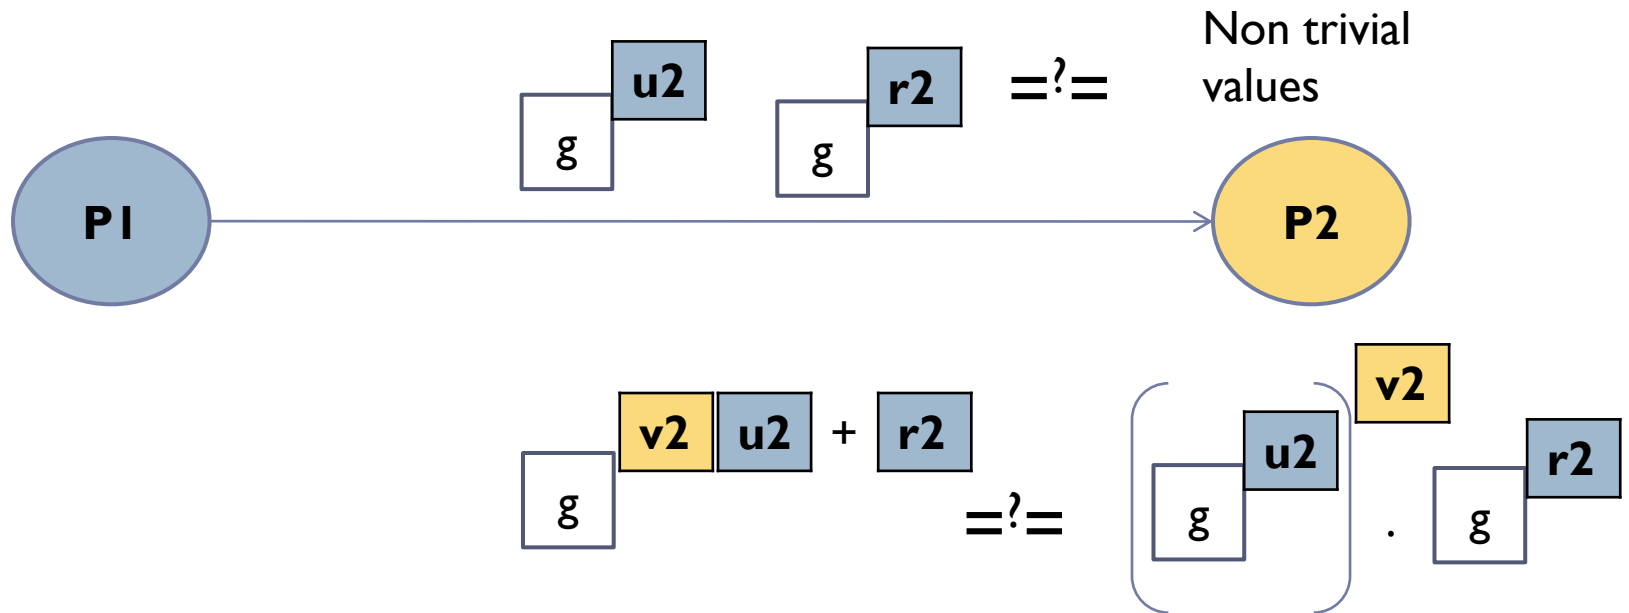 Non trivial
values
g u2 g r2 =?=
P1
P2
g v2 u2 + r2 =?= ( g u2 ) v2 . g r2